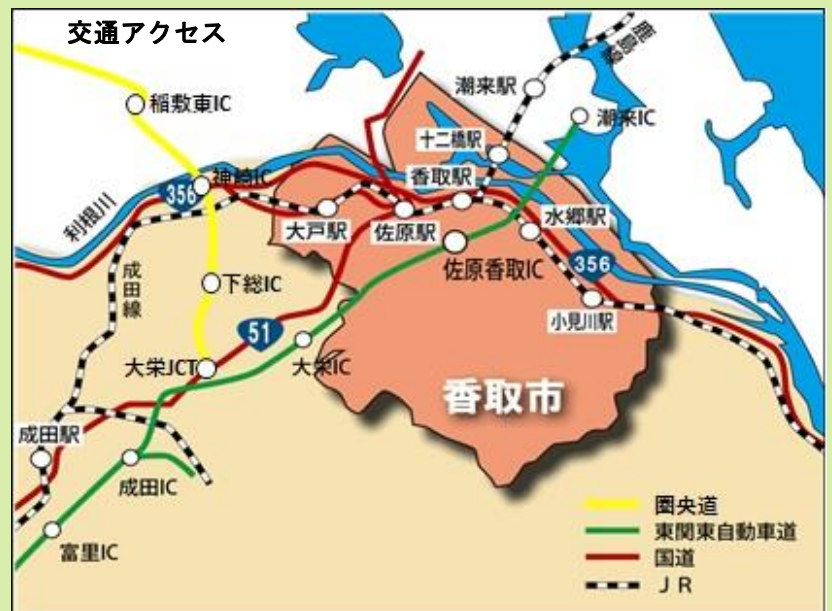 交通アクセス
稲敷東IC
神崎IC
356
利根川
成田線
下総IC
大栄JCT
51
大栄IC
成田駅
成田IC
富里IC
鹿島線
潮来駅
潮来IC
十二橋駅
香取駅
大戸駅
佐原駅
水郷駅
佐原香取IC
356
小見川駅
香取市
圏央道
東関東自動車道
国道
JR